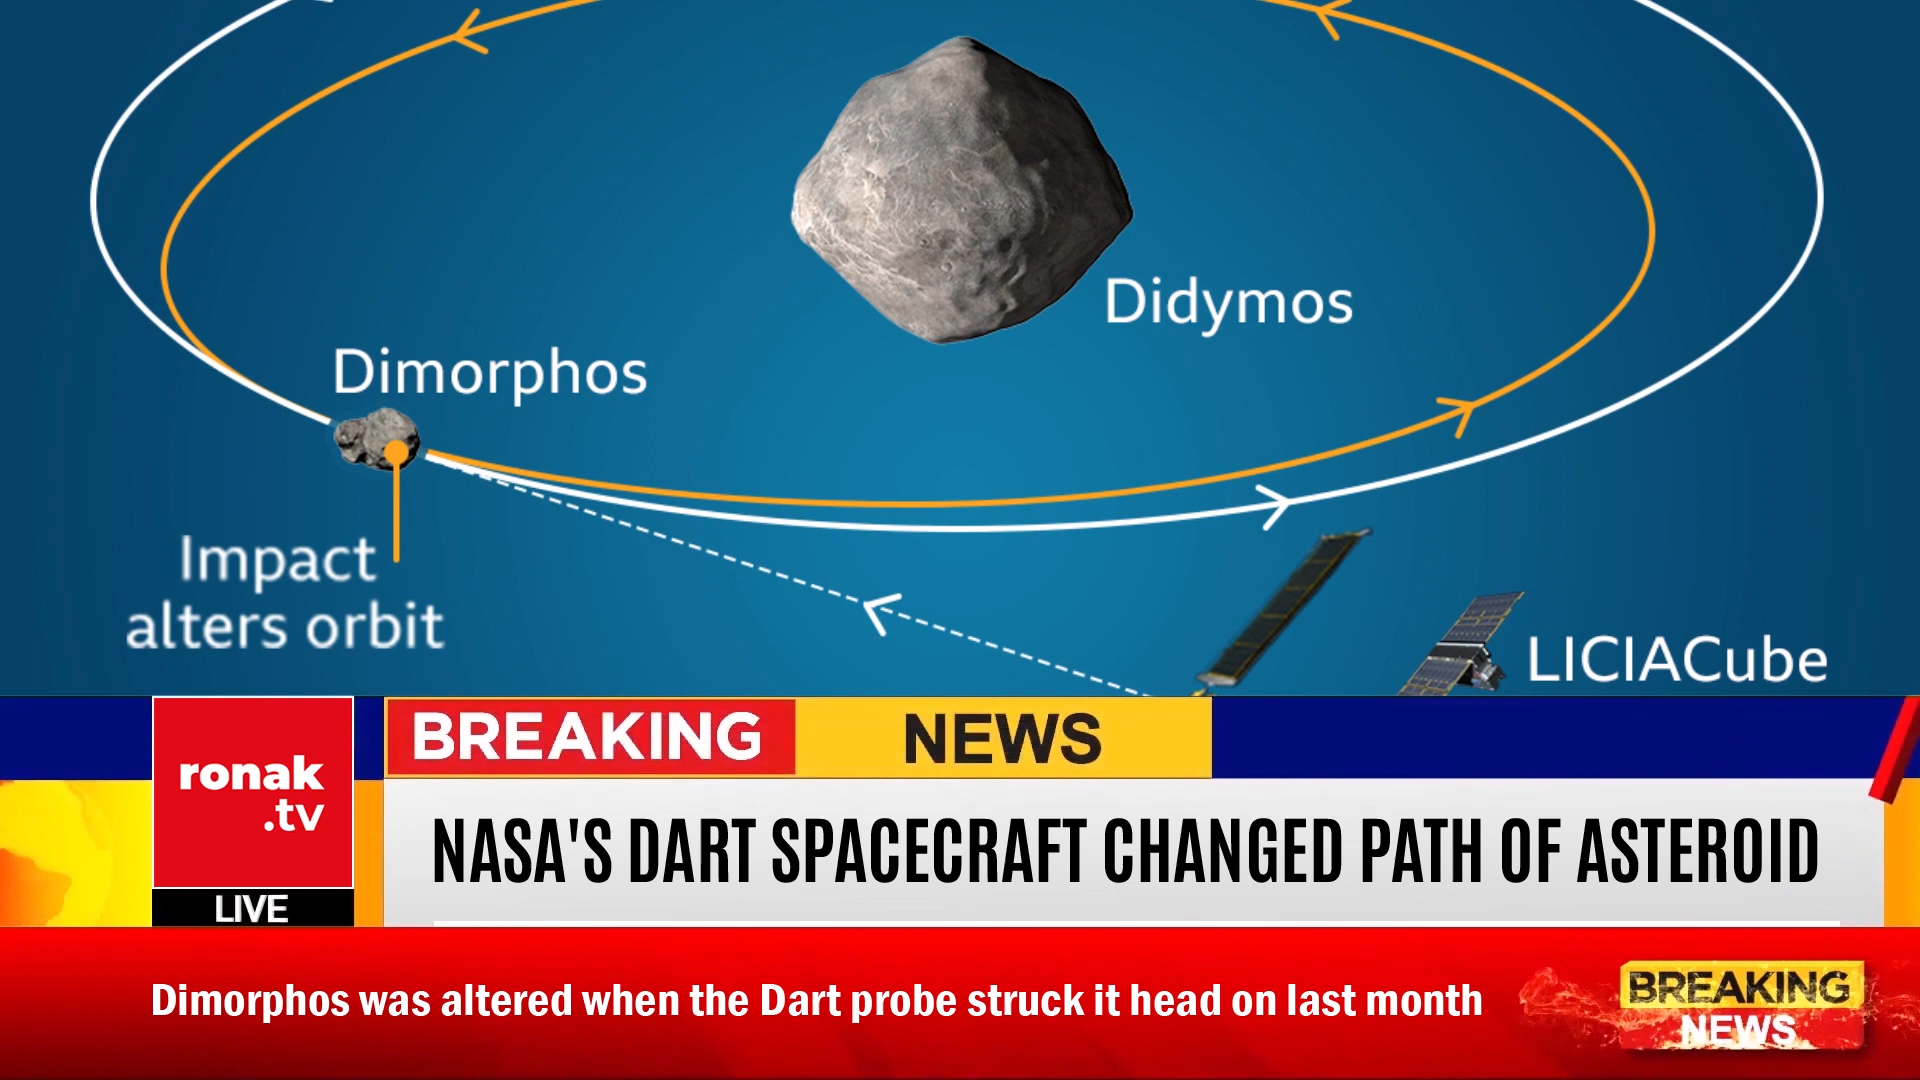 Didymos
Dimorphos
Impact
alters orbit
LICIACube
BREAKING NEWS
ronak
.tv
NASA'S DART SPACECRAFT CHANGED PATH OF ASTEROID
LIVE
Dimorphos was altered when the Dart probe struck it head on last month
BREAKING
NEWS